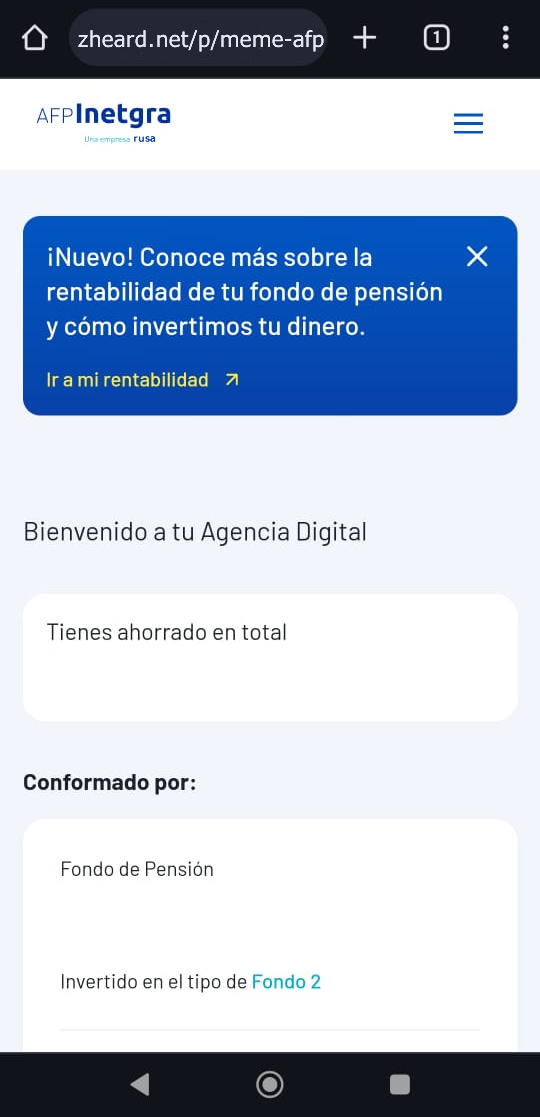 zheard.net/p/meme-afp
1
AFPInetgra
Una empresa rusa
¡Nuevo! Conoce más sobre la
rentabilidad de tu fondo de pensión
y cómo invertimos tu dinero.
Ir a mi rentabilidad
Bienvenido a tu Agencia Digital
Tienes ahorrado en total
Conformado por:
Fondo de Pensión
Invertido en el tipo de Fondo 2